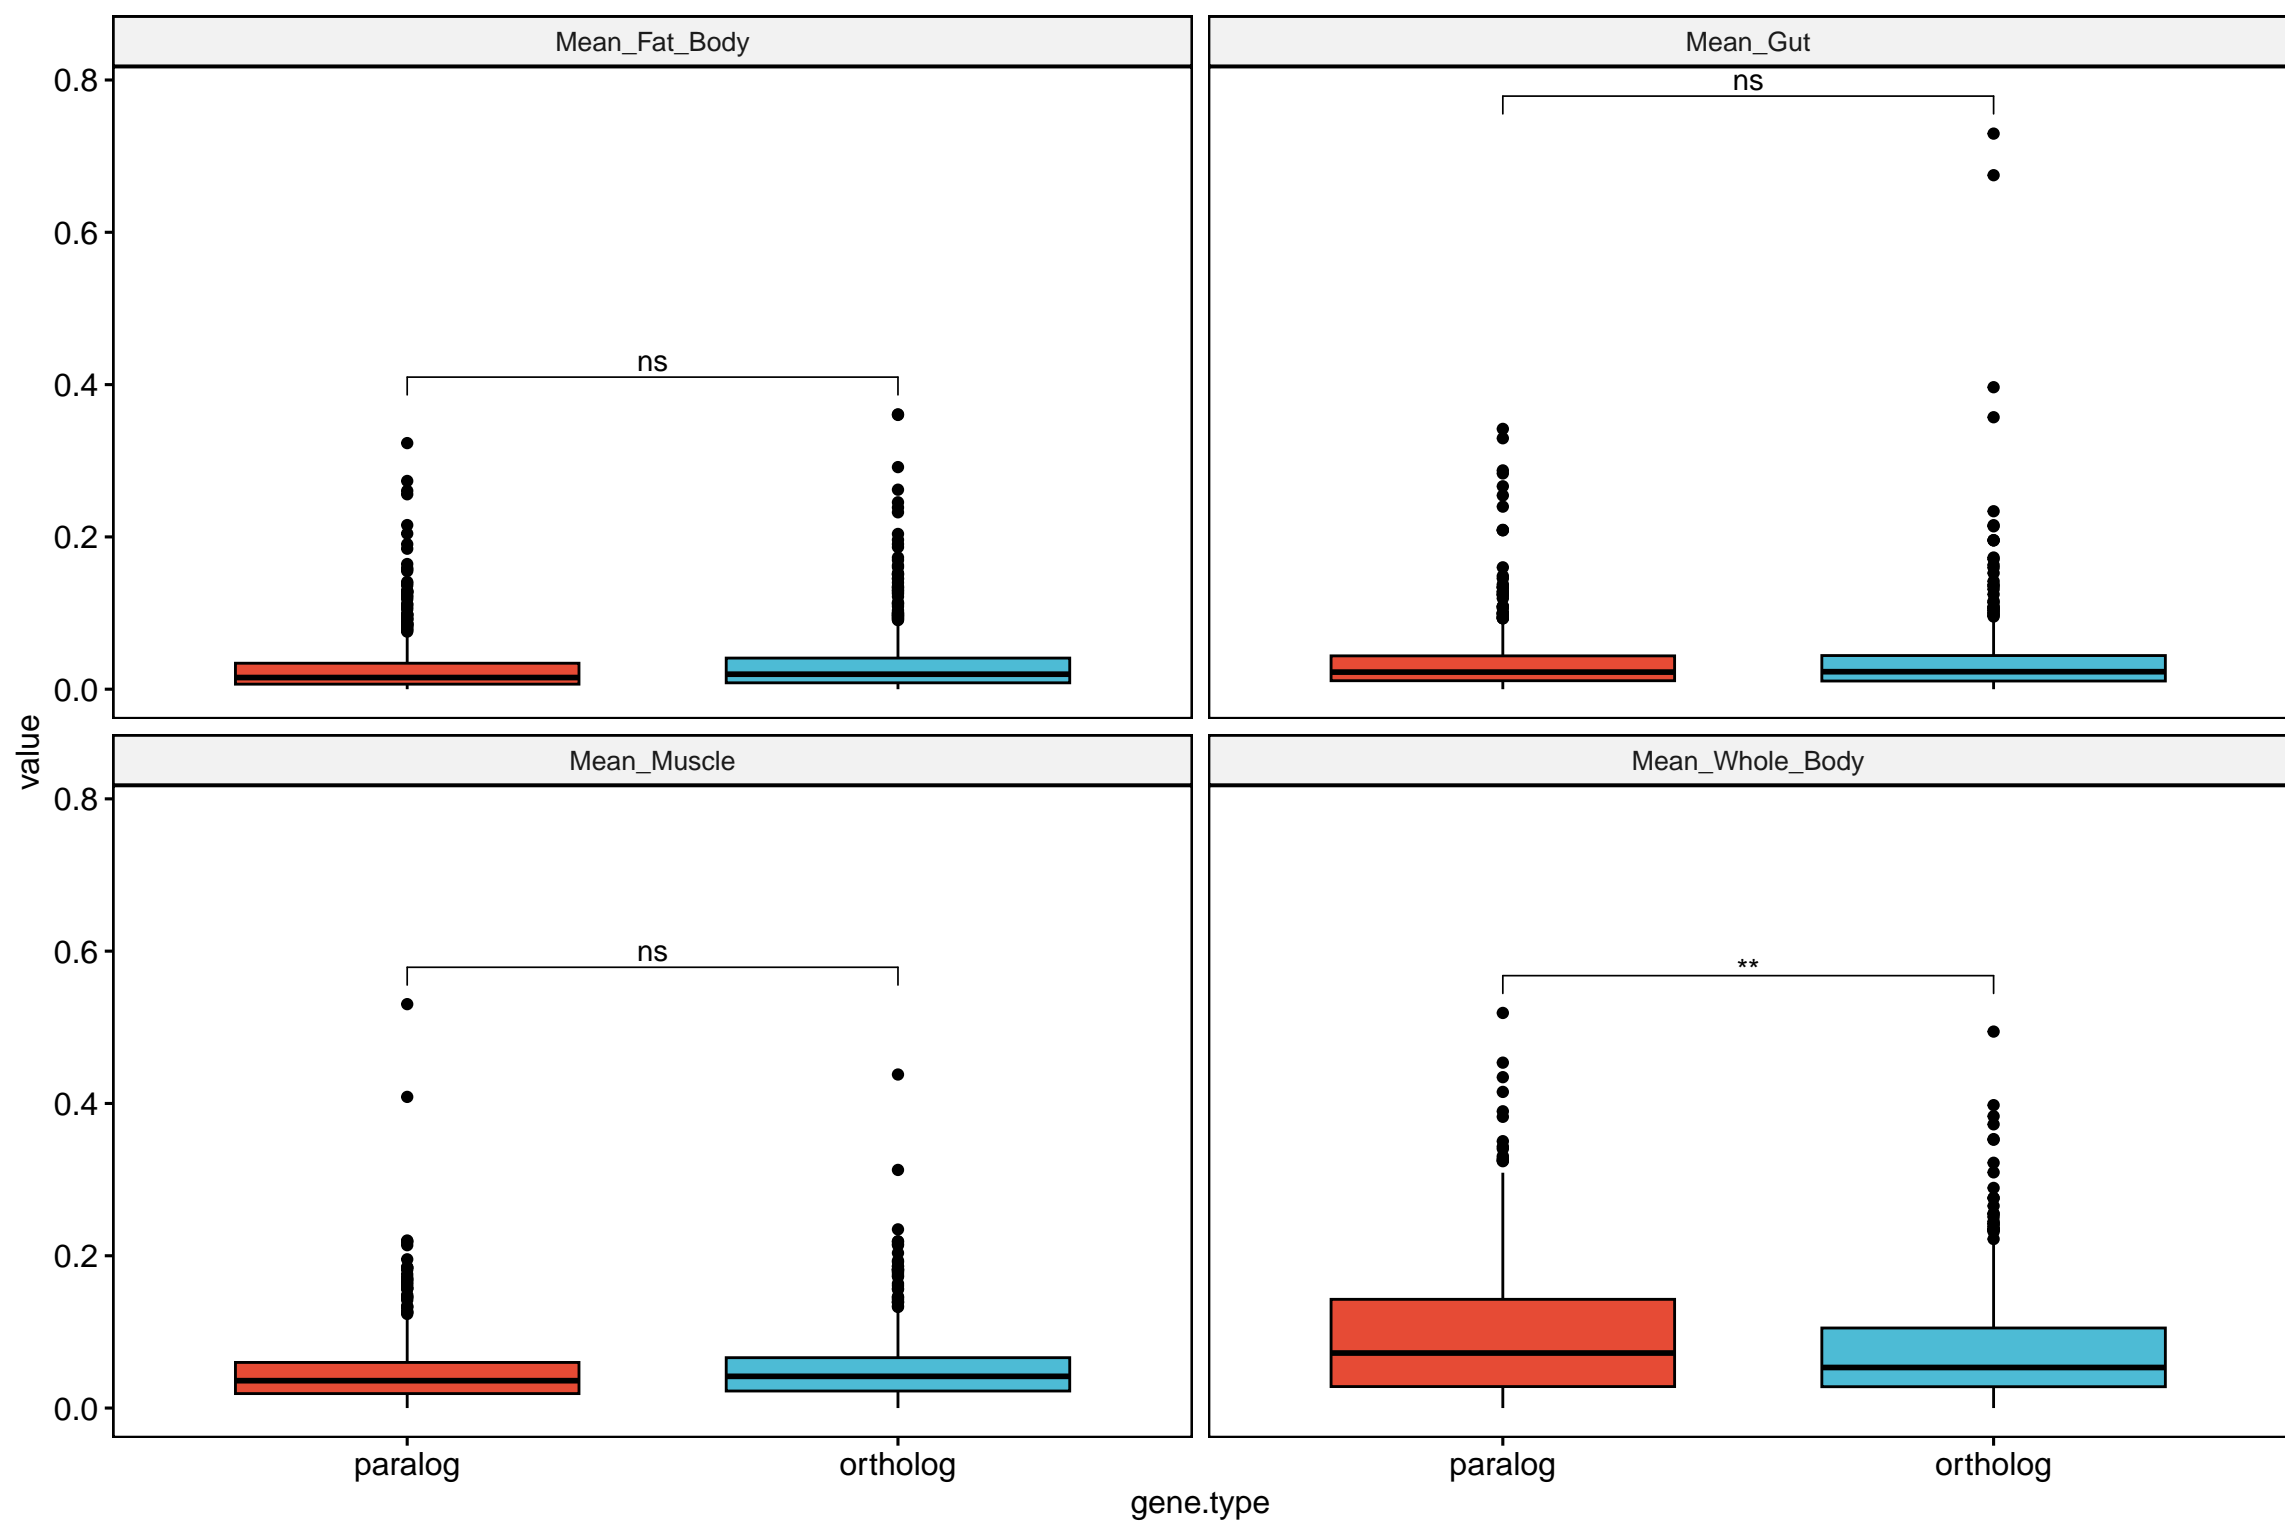 Mean_Fat_Body
Mean_Gut
0.8
0.6
0.4
0.2
0.0
ns
ns
value
Mean_Muscle
Mean_Whole_Body
0.8
0.6
0.4
0.2
0.0
ns
**
paralog
ortholog
paralog
ortholog
gene.type